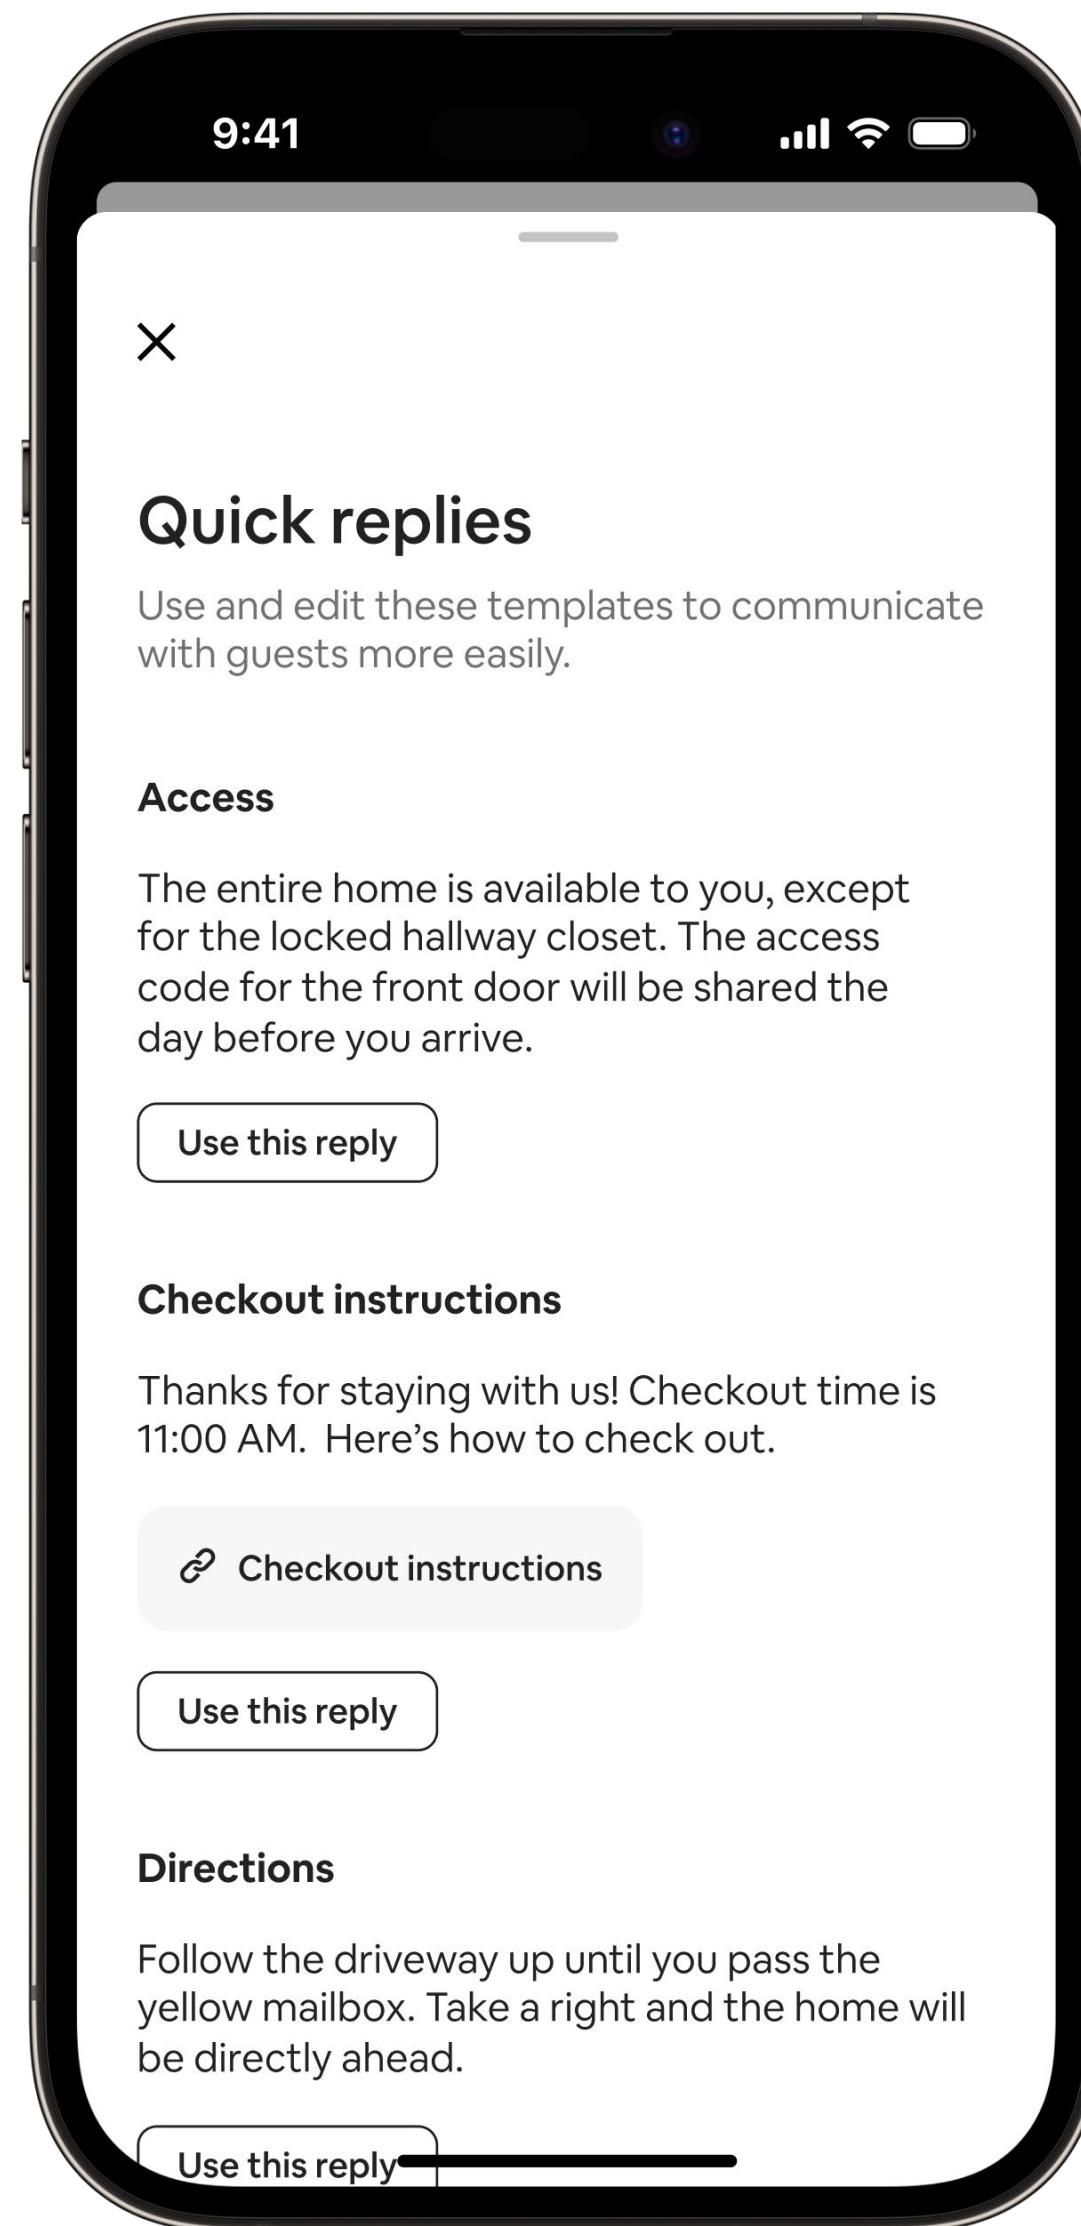 9:41
Quick replies
Use and edit these templates to communicate
with guests more easily.
Access
The entire home is available to you, except
for the locked hallway closet. The access
code for the front door will be shared the
day before you arrive.
Use this reply
Checkout instructions
Thanks for staying with us! Checkout time is
11:00 AM.  Here’s how to check out.
Checkout instructions
Use this reply
Directions
Follow the driveway up until you pass the
yellow mailbox. Take a right and the home will
be directly ahead.
Use this reply